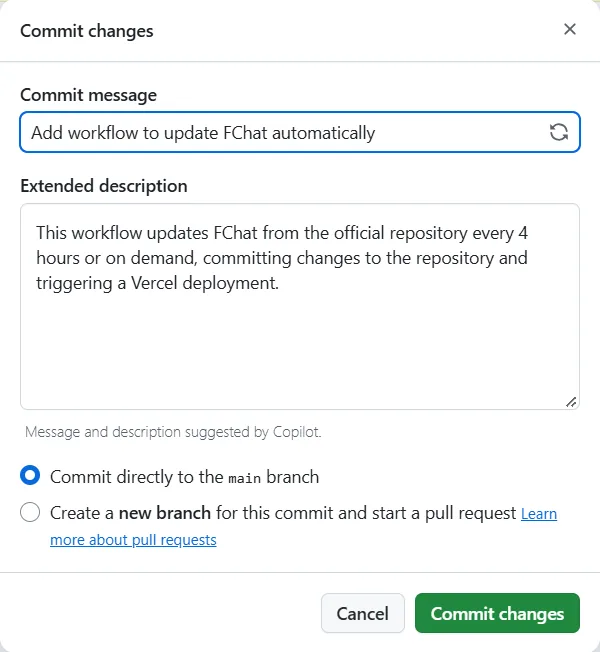 Commit changes
Commit message
Add workflow to update FChat automatically
Extended description
This workflow updates FChat from the official repository every 4
hours or on demand, committing changes to the repository and
triggering a Vercel deployment.
Message and description suggested by Copilot.
Commit directly to the main branch
Create a new branch for this commit and start a pull request Learn
more about pull requests
Cancel
Commit changes